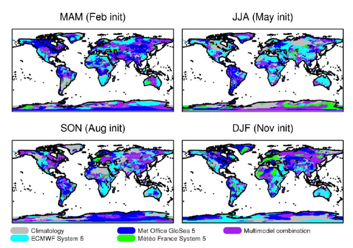 MAM (Feb init)
JJA (May init)
SON (Aug init)
DJF (Nov init)
Climatology
Met Office GloSea 5
Multimodel combination
ECMWF System 5
Météo France System 5